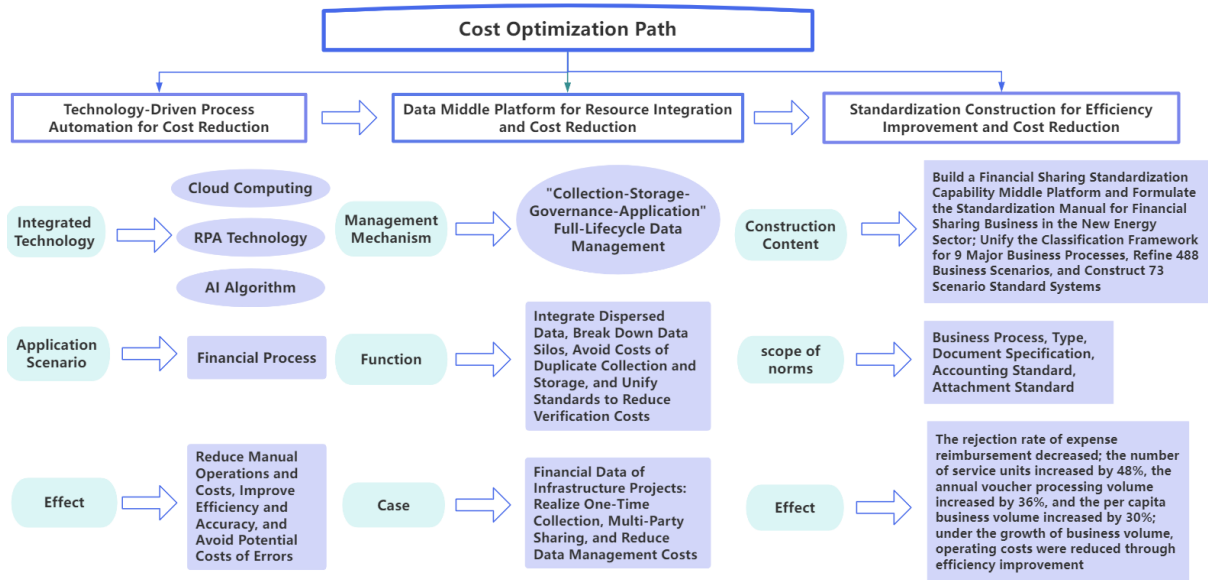 Cost Optimization Path
Technology-Driven Process
Automation for Cost Reduction
Data Middle Platform for Resource Integration
and Cost Reduction
Standardization Construction for Efficiency
Improvement and Cost Reduction
Integrated
Technology
Cloud Computing
RPA Technology
AI Algorithm
Application
Scenario
Financial Process
Effect
Reduce Manual
Operations and
Costs, Improve
Efficiency and
Accuracy, and
Avoid Potential
Costs of Errors
Management
Mechanism
"Collection-Storage-
Governance-Application"
Full-Lifecycle Data
Management
Function
Integrate Dispersed
Data, Break Down Data
Silos, Avoid Costs of
Duplicate Collection and
Storage, and Unify
Standards to Reduce
Verification Costs
Case
Financial Data of
Infrastructure Projects:
Realize One-Time
Collection, Multi-Party
Sharing, and Reduce
Data Management Costs
Construction
Content
Build a Financial Sharing Standardization
Capability Middle Platform and Formulate
the Standardization Manual for Financial
Sharing Business in the New Energy
Sector; Unify the Classification Framework
for 9 Major Business Processes, Refine 488
Business Scenarios, and Construct 73
Scenario Standard Systems
scope of
norms
Business Process, Type,
Document Specification,
Accounting Standard,
Attachment Standard
Effect
The rejection rate of expense
reimbursement decreased; the number
of service units increased by 48%, the
annual voucher processing volume
increased by 36%, and the per capita
business volume increased by 30%;
under the growth of business volume,
operating costs were reduced through
efficiency improvement